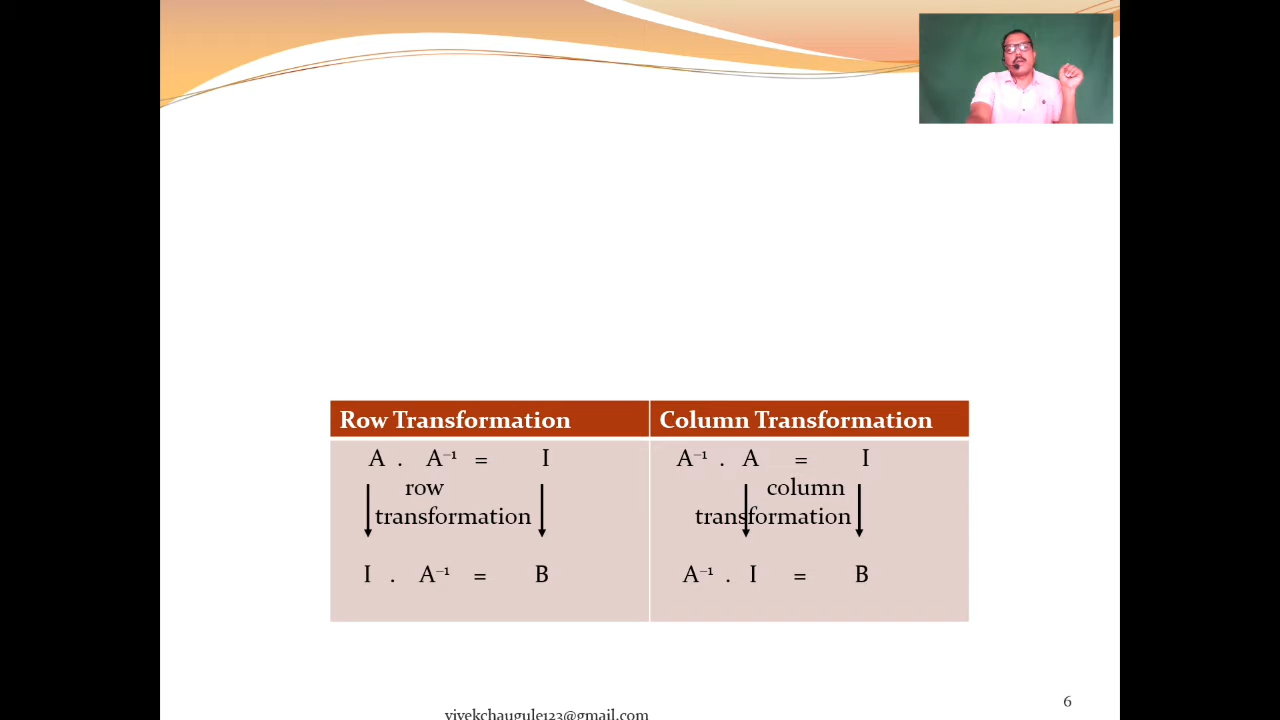 Row Transformation
Column Transformation
A . A⁻¹ = I
row
transformation
I . A⁻¹ = B
A⁻¹ . A = I
column
transformation
A⁻¹ . I = B
vivekchaugule123@gmail.com
6